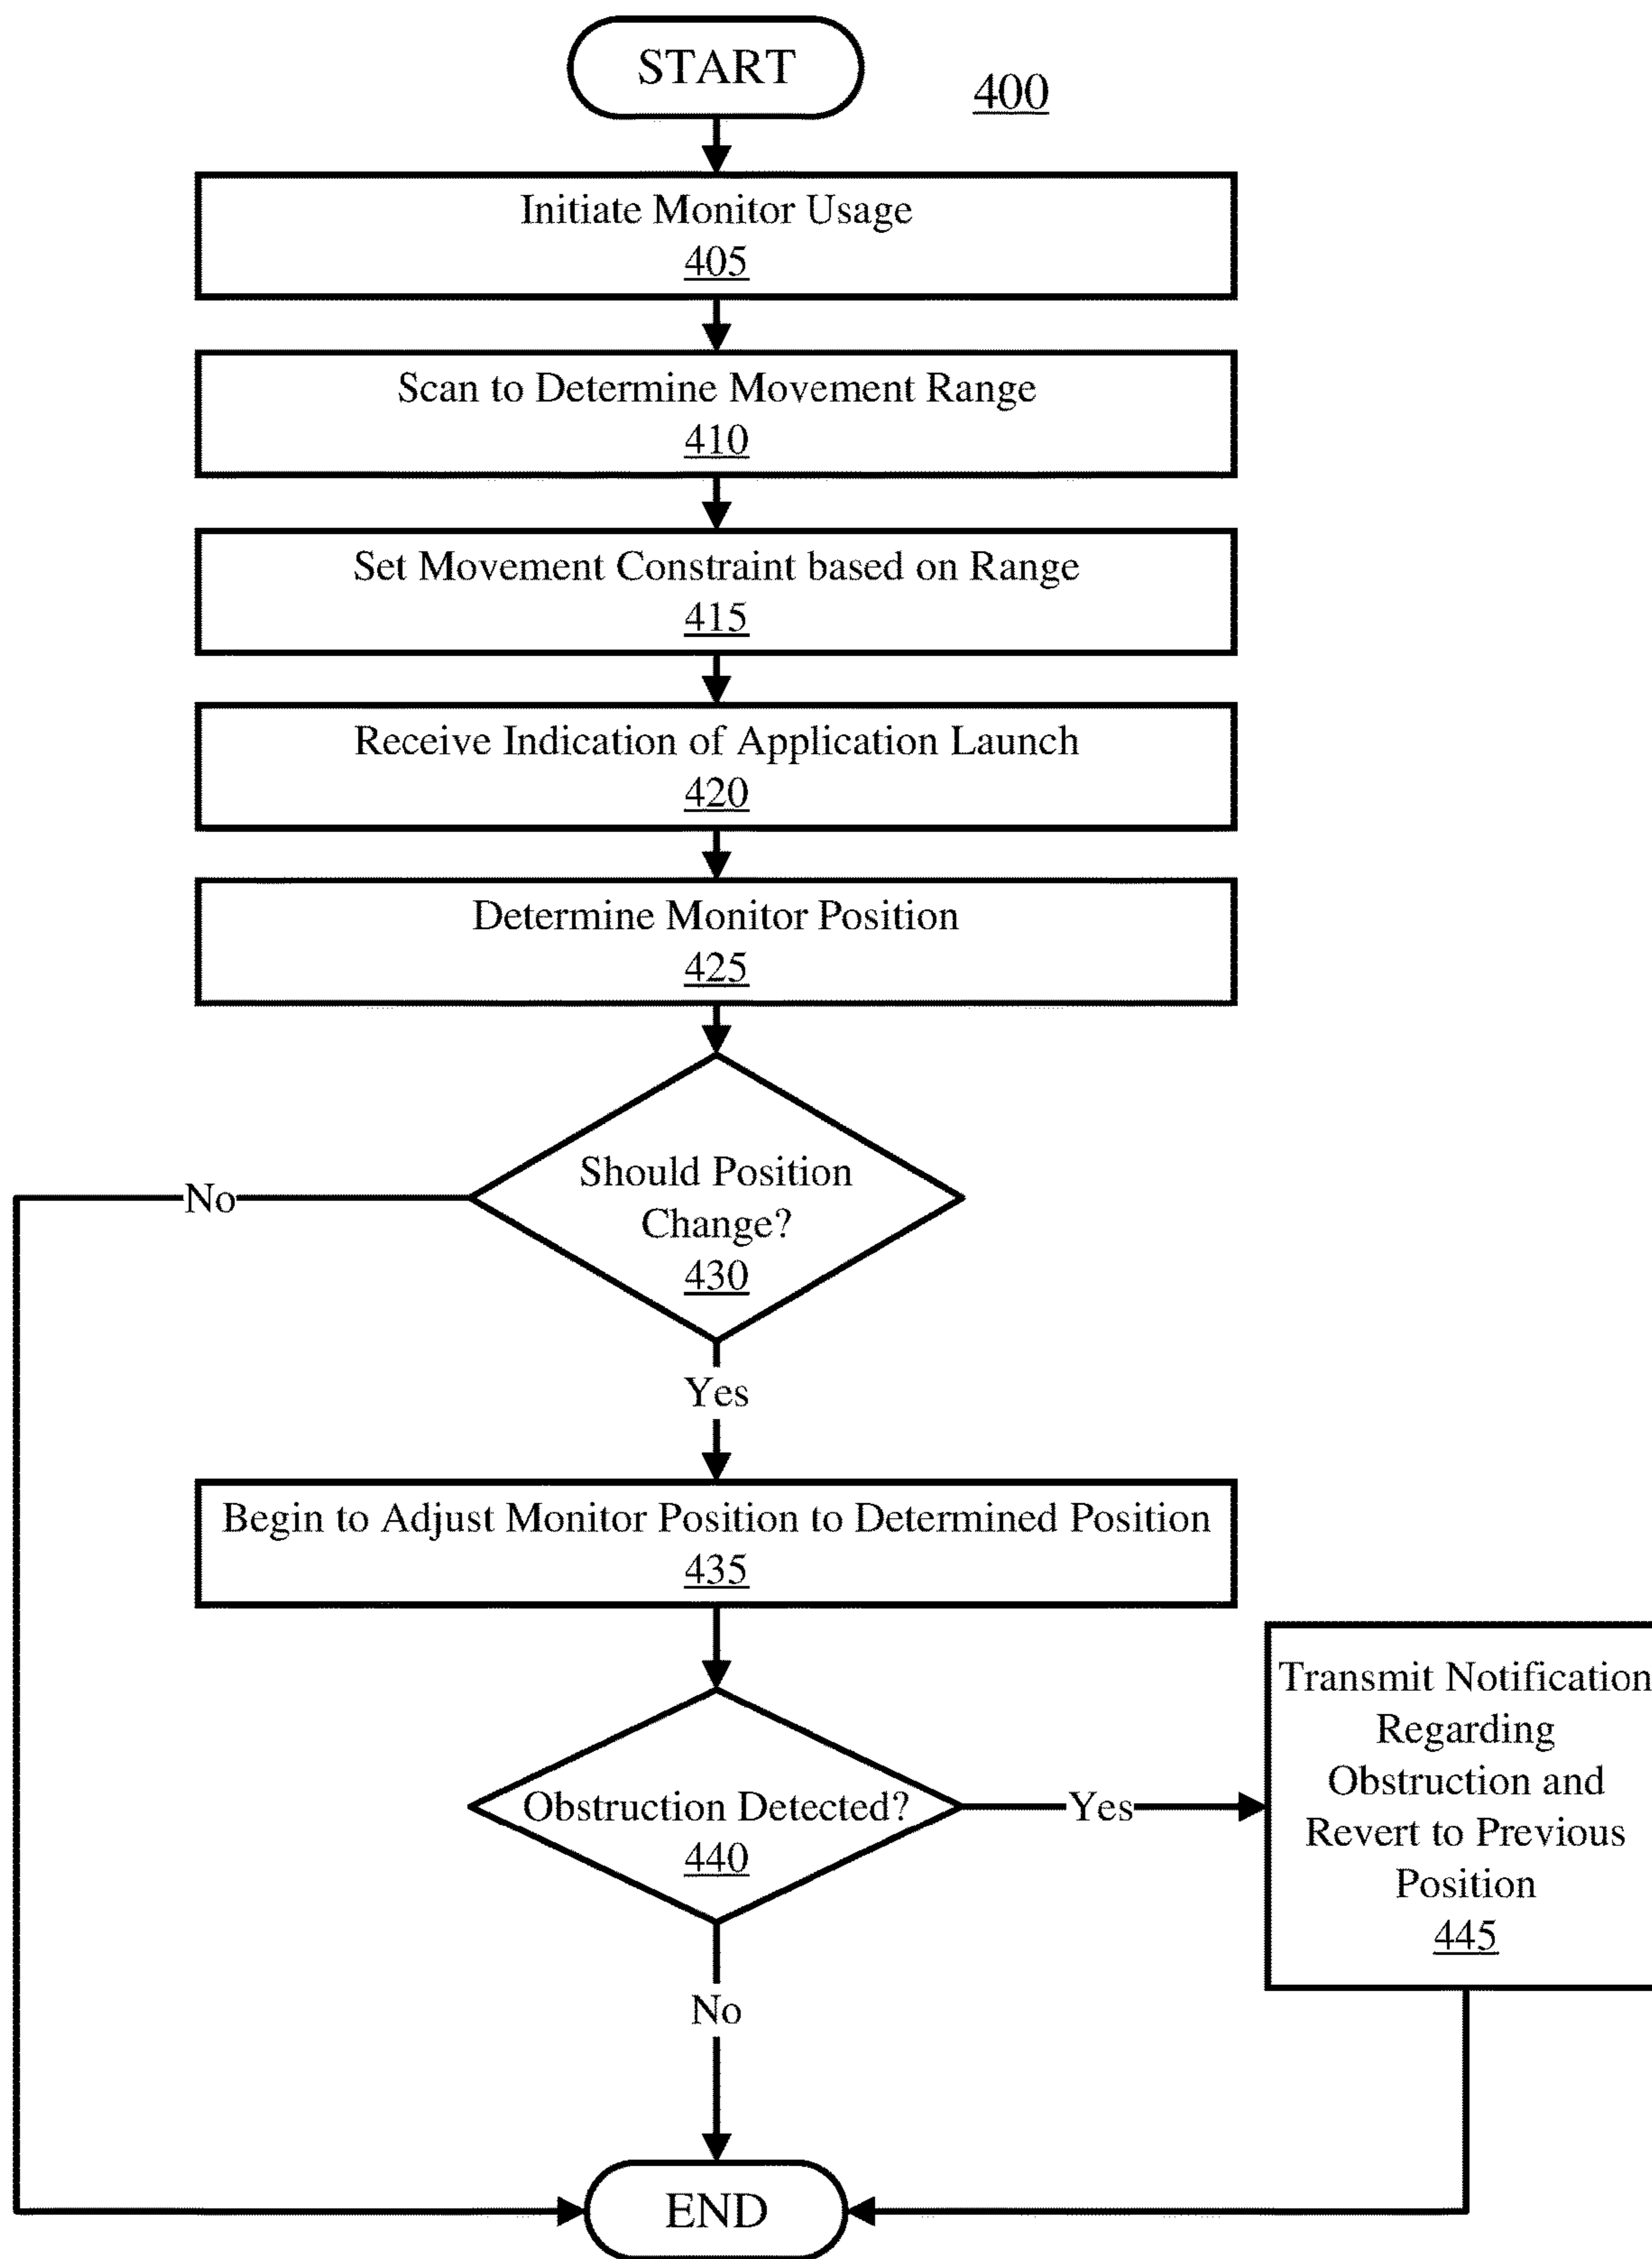 START
400
Initiate Monitor Usage
405
Scan to Determine Movement Range
410
Set Movement Constraint based on Range
415
Receive Indication of Application Launch
420
Determine Monitor Position
425
Should Position
Change?
430
No
Yes
Begin to Adjust Monitor Position to Determined Position
435
Obstruction Detected?
440
Yes
Transmit Notification
Regarding
Obstruction and
Revert to Previous
Position
445
No
END